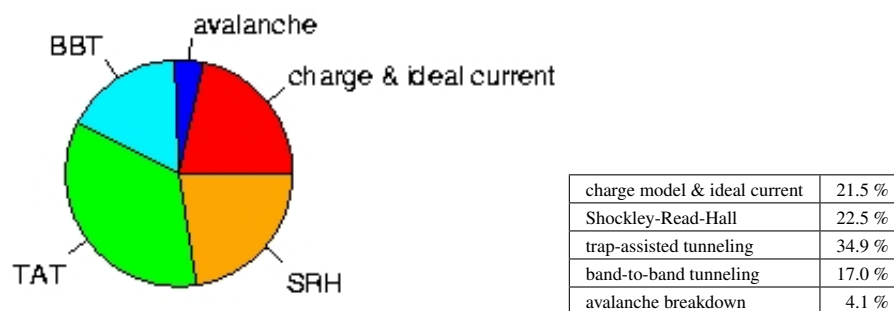 avalanche
BBT
charge & ideal current
TAT
SRH
charge model & ideal current 21.5 %
Shockley-Read-Hall 22.5 %
trap-assisted tunneling 34.9 %
band-to-band tunneling 17.0 %
avalanche breakdown 4.1 %